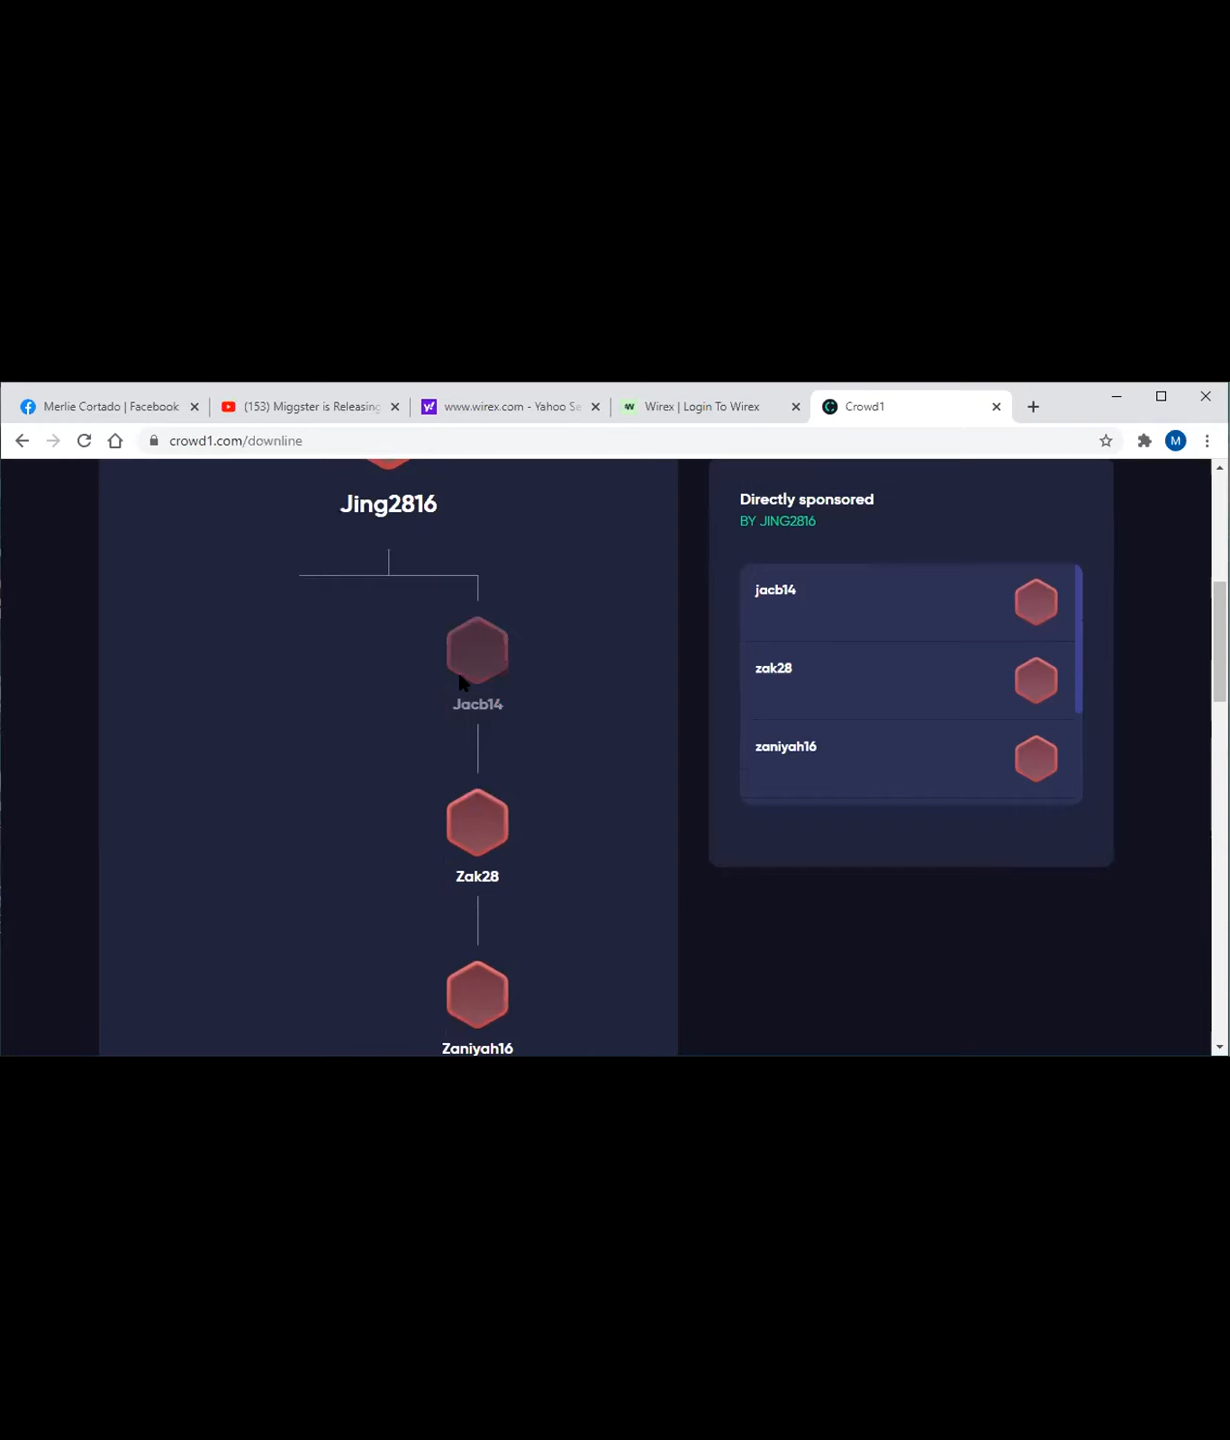 Merlie Cortado | Facebook
(153) Miggster is Releasing
www.wirex.com - Yahoo Se
Wirex | Login To Wirex
Crowd1
crowd1.com/downline
M
Jing2816
Jacb14
Zak28
Zaniyah16
Directly sponsored
BY JING2816
jacb14
zak28
zaniyah16